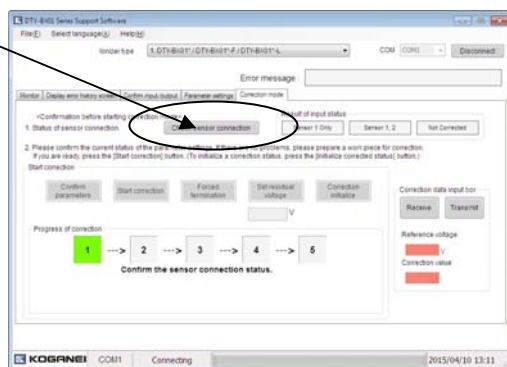 DTY-BX01 Series Support Software
File(F) Select language(L) Help(H)
Ionizer type 1. DTY-BX01*/DTY-BX01*-F/DTY-BX01*-L COM COM1 Disconnect
Error message :
Monitor Display error history screen Confirm input/output Parameter settings Correction mode
<Confirmation before starting correction mode>
Result of input status
1. Status of sensor connection. Check sensor connection Sensor 1 Only Sensor 1, 2 Not Corrected
2. Please confirm the current status of the parameter settings. If there are no problems, please prepare a work piece for correction.
If you are ready, press the [Start correction] button. (To initialize a correction status, press the [Initialize corrected status] button.)
Start correction
Confirm parameters Start correction Forced termination Set residual voltage Correction initialize
V
Progress of correction
1 ---> 2 ---> 3 ---> 4 ---> 5
Confirm the sensor connection status.
Correction data input box
Receive Transmit
Reference voltage
V
Correction value
KOGANEI COM1 Connecting 2015/04/10 13:11